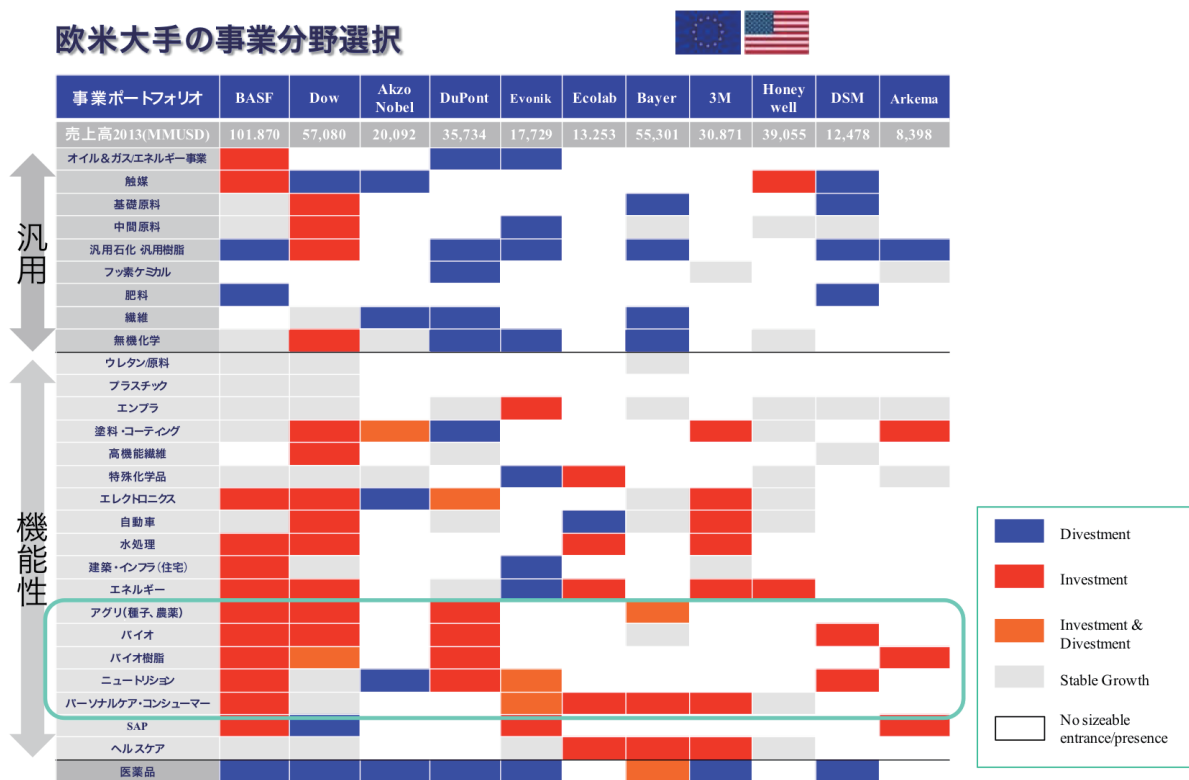 欧米大手の事業分野選択
事業ポートフォリオ BASF Dow Akzo Nobel DuPont Evonik Ecolab Bayer 3M Honey well DSM Arkema
売上高2013(MMUSD) 101.870 57,080 20,092 35,734 17,729 13.253 55,301 30.871 39,055 12,478 8,398
汎用
オイル&ガス/エネルギー事業
触媒
基礎原料
中間原料
汎用石化・汎用樹脂
フッ素ケミカル
肥料
繊維
無機化学
機能性
ウレタン/原料
プラスチック
エンプラ
塗料・コーティング
高機能繊維
特殊化学品
エレクトロニクス
自動車
水処理
建築・インフラ(住宅)
エネルギー
アグリ(種子、農薬)
バイオ
バイオ樹脂
ニュートリション
パーソナルケア・コンシューマー
SAP
ヘルスケア
医薬品
Divestment
Investment
Investment &
Divestment
Stable Growth
No sizeable
entrance/presence